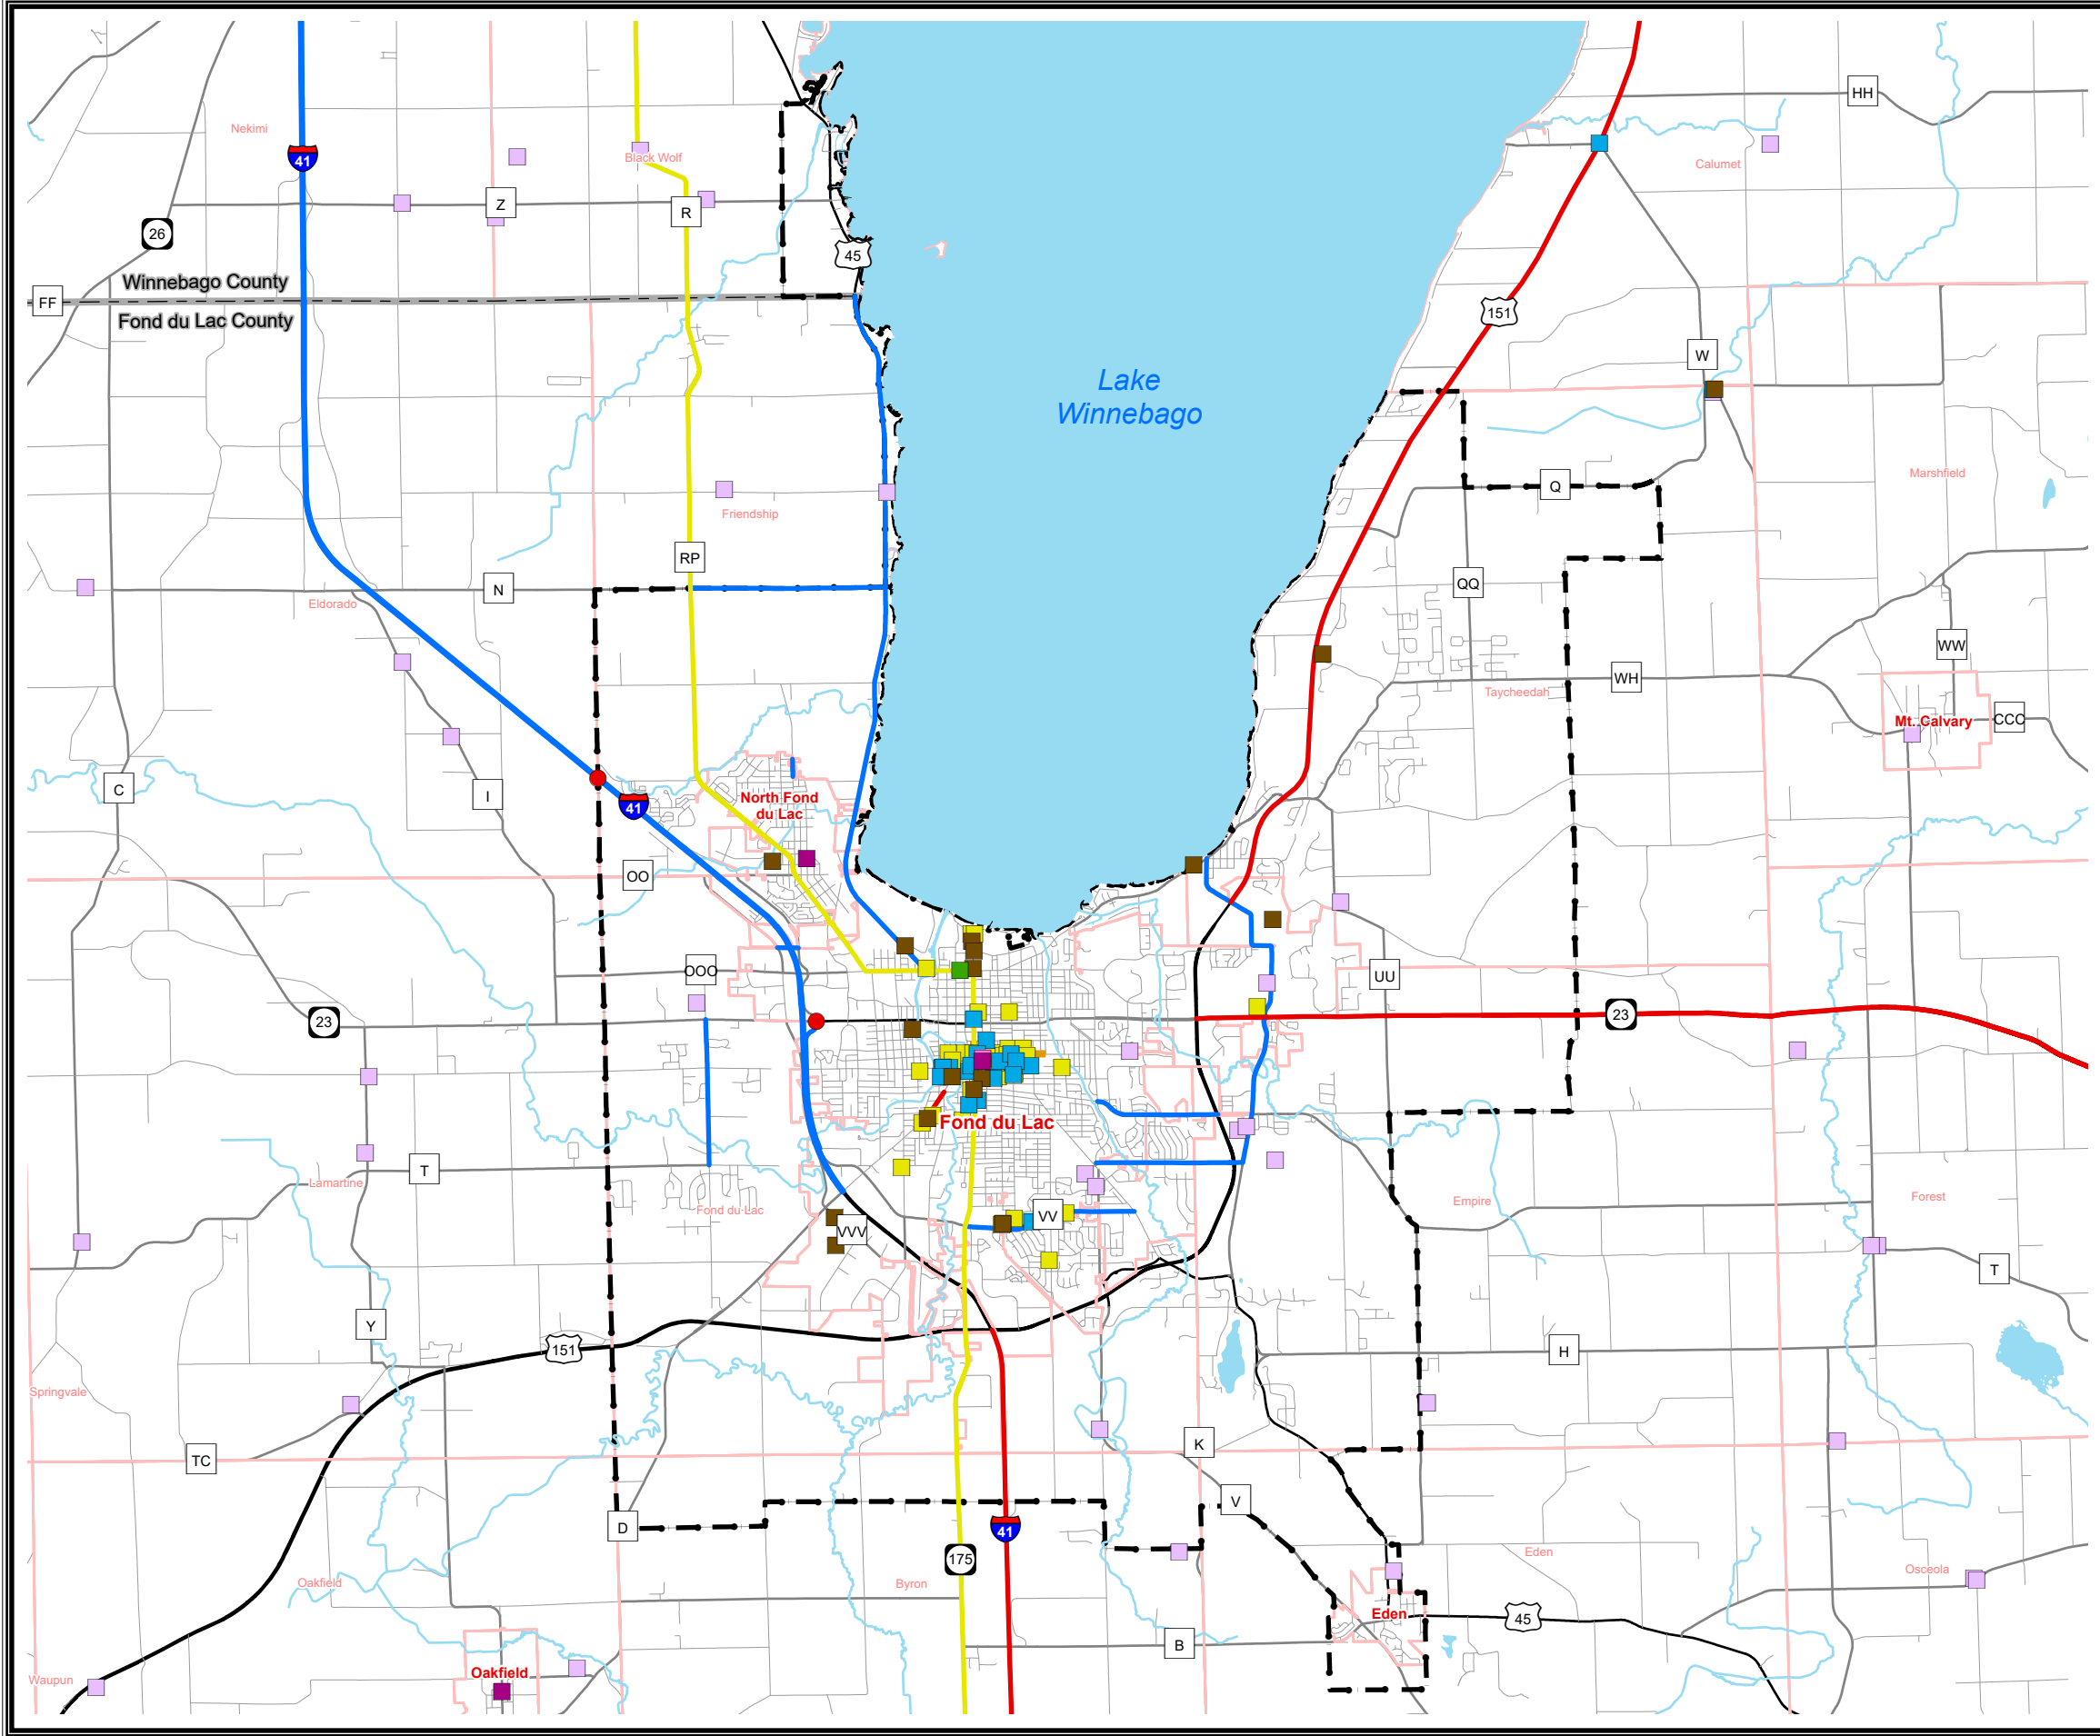 HH
Nekimi
41
Black Wolf
Calumet
Z
R
26
45
Winnebago County
FF
Fond du Lac County
151
W
Lake
Winnebago
Marshfield
Q
Friendship
RP
QQ
N
Eldorado
WW
WH
Taycheedah
Mt. Calvary
CCC
C
I
41
North Fond
du Lac
OO
OOO
UU
23
23
Fond du Lac
T
Lamartine
Fond du Lac
Empire
Forest
VV
VVV
T
Y
151
H
Springvale
TC
K
V
D
41
175
Eden
Oakfield
Byron
Osceola
Eden
45
B
Oakfield
Waupun